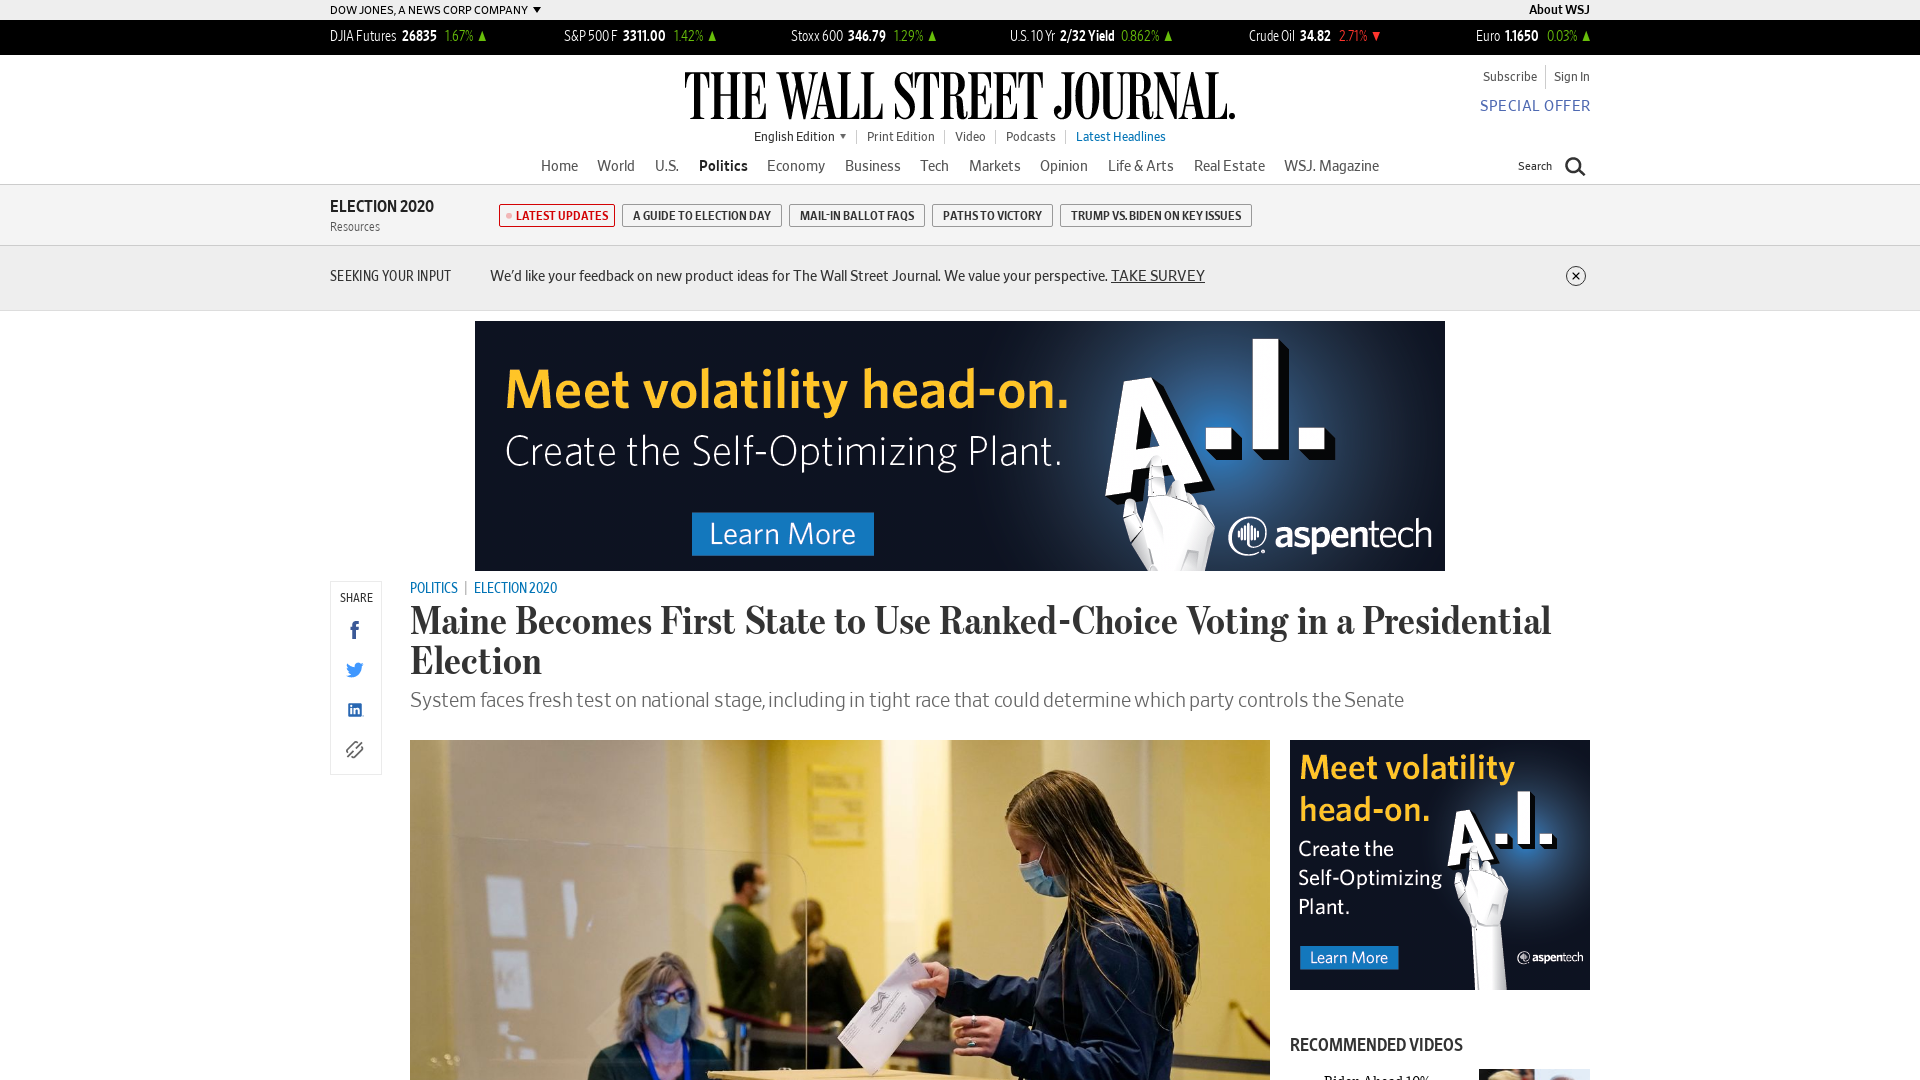 DOW JONES, A NEWS CORP COMPANY
About WSJ
DJIA Futures 26835 1.67%
S&P 500 F 3311.00 1.42%
Stoxx 600 346.79 1.29%
U.S. 10 Yr 2/32 Yield 0.862%
Crude Oil 34.82 2.71%
Euro 1.1650 0.03%
THE WALL STREET JOURNAL.
Subscribe
Sign In
SPECIAL OFFER
English Edition
Print Edition
Video
Podcasts
Latest Headlines
Home
World
U.S.
Politics
Economy
Business
Tech
Markets
Opinion
Life & Arts
Real Estate
WSJ. Magazine
Search
ELECTION 2020
Resources
LATEST UPDATES
A GUIDE TO ELECTION DAY
MAIL-IN BALLOT FAQS
PATHS TO VICTORY
TRUMP VS. BIDEN ON KEY ISSUES
SEEKING YOUR INPUT
We’d like your feedback on new product ideas for The Wall Street Journal. We value your perspective. TAKE SURVEY
Meet volatility head-on.
Create the Self-Optimizing Plant.
Learn More
A.I.
aspentech
SHARE
POLITICS | ELECTION 2020
Maine Becomes First State to Use Ranked-Choice Voting in a Presidential
Election
System faces fresh test on national stage, including in tight race that could determine which party controls the Senate
Meet volatility
head-on.
A.I.
Create the
Self-Optimizing
Plant.
Learn More
aspentech
RECOMMENDED VIDEOS
Biden Ahead 10%